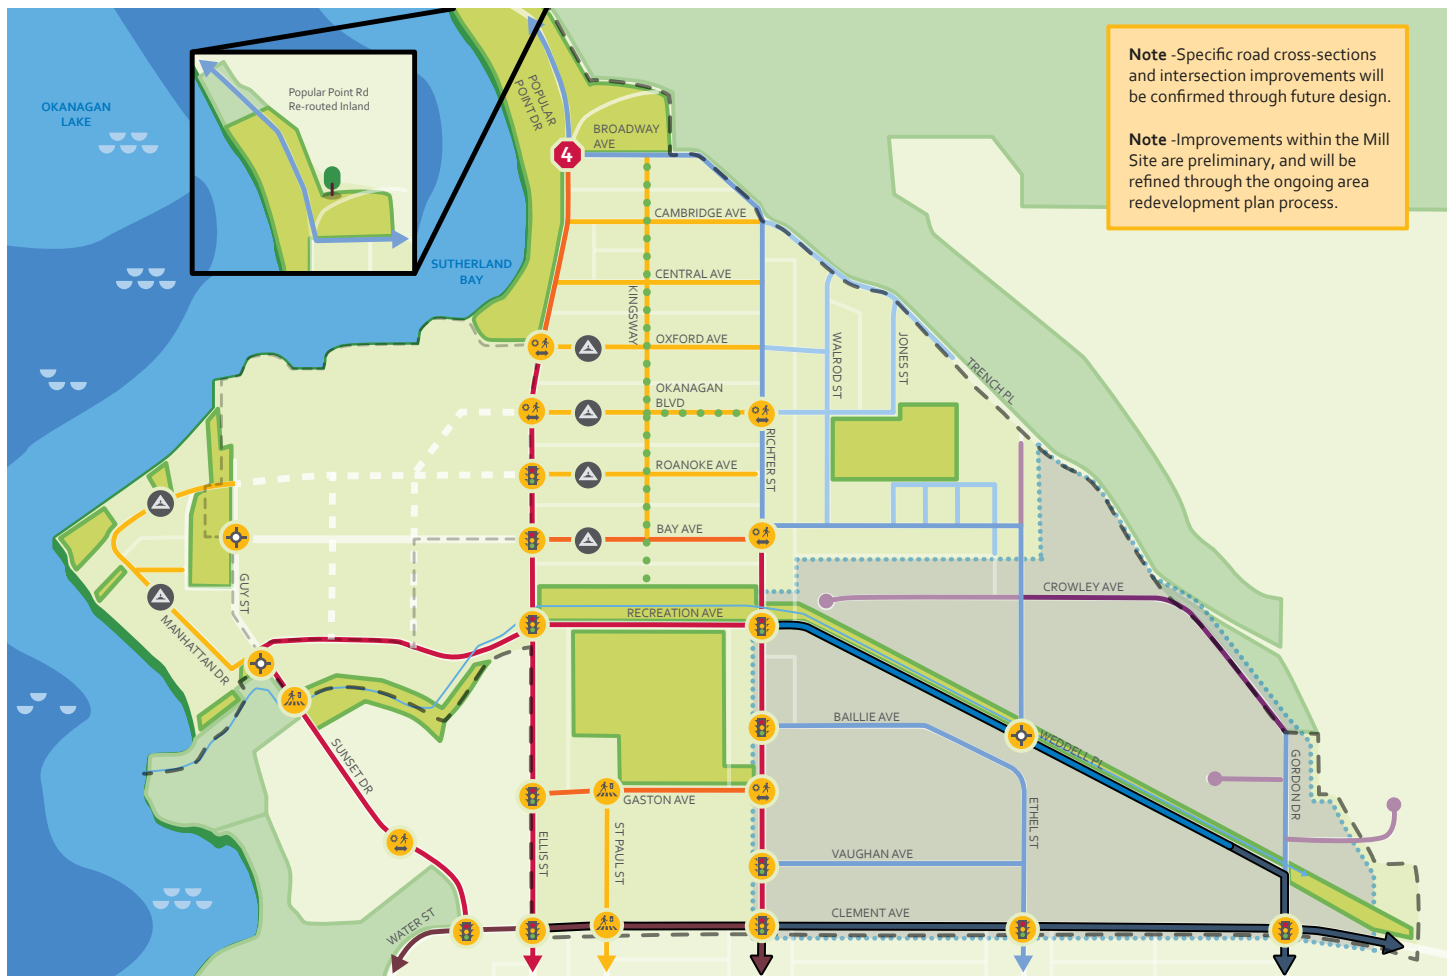 OKANAGAN
LAKE
Popular Point Rd
Re-routed Inland
SUTHERLAND
BAY
POPULAR
POINT DR
4
BROADWAY
AVE
Note -Specific road cross-sections
and intersection improvements will
be confirmed through future design.
Note -Improvements within the Mill
Site are preliminary, and will be
refined through the ongoing area
redevelopment plan process.
CAMBRIDGE AVE
CENTRAL AVE
KINGSWAY
OXFORD AVE
WALROD ST
JONES ST
TRENCH PL
OKANAGAN
BLVD
RICHTER ST
ROANOKE AVE
BAY AVE
GUY ST
MANHATTAN DR
RECREATION AVE
CROWLEY AVE
BAILLIE AVE
WEDDELL PL
SUNSET DR
GORDON DR
GASTON AVE
ELLIS ST
ST PAUL ST
ETHEL ST
VAUGHAN AVE
WATER ST
CLEMENT AVE